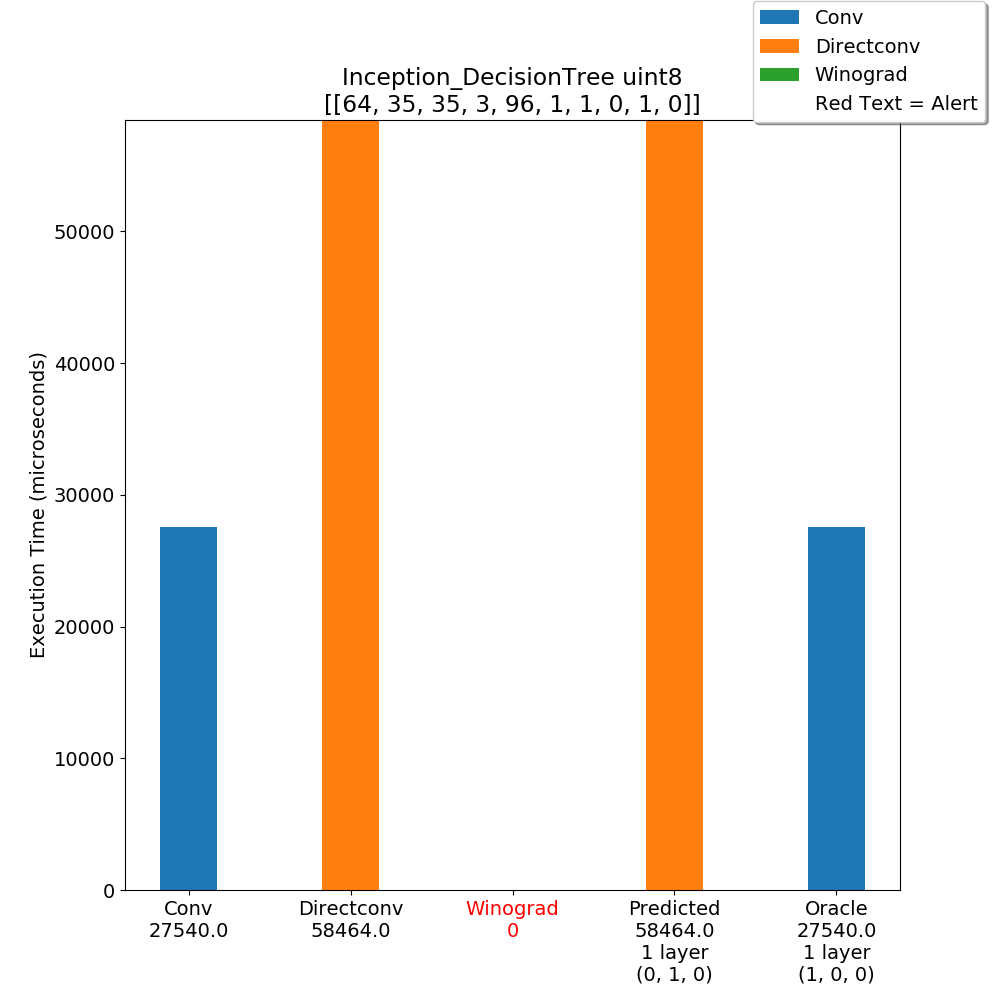 Conv
Directconv
Winograd
Red Text = Alert
Inception_DecisionTree uint8
[[64, 35, 35, 3, 96, 1, 1, 0, 1, 0]]
Execution Time (microseconds)
50000
40000
30000
20000
10000
0
Conv
27540.0
Directconv
58464.0
Winograd
0
Predicted
58464.0
1 layer
(0, 1, 0)
Oracle
27540.0
1 layer
(1, 0, 0)